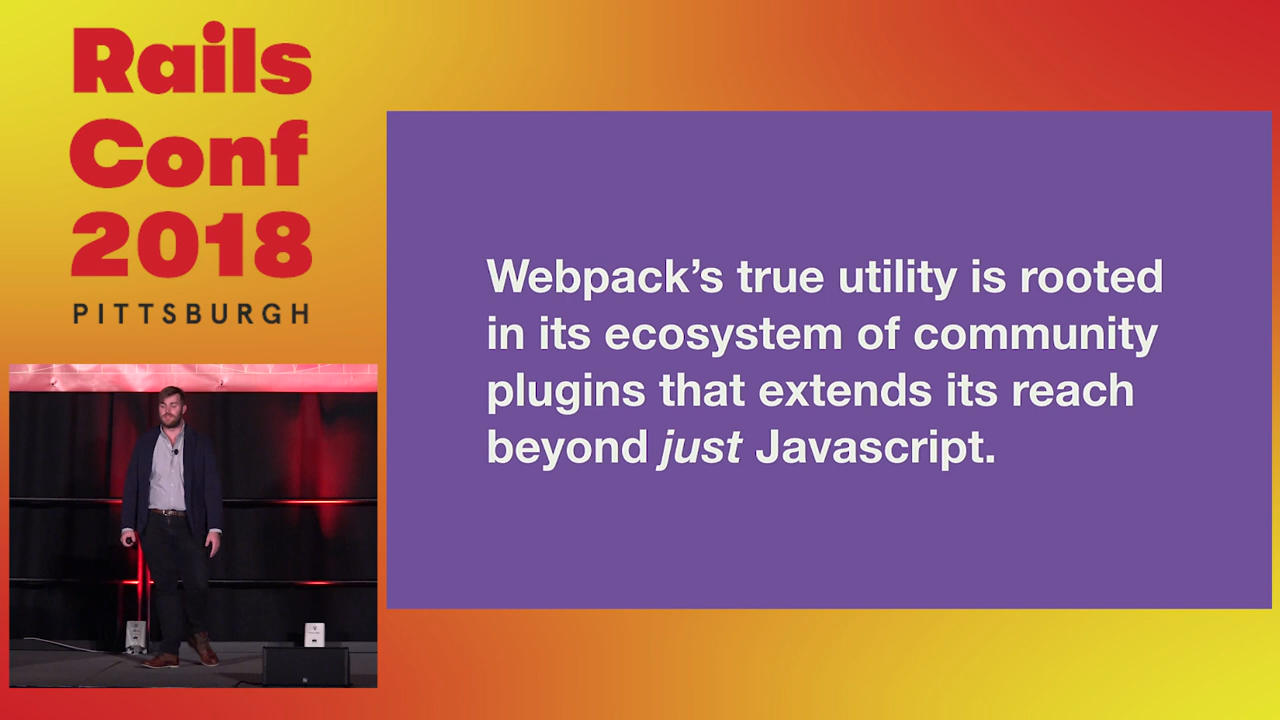 Rails
Conf
2018
PITTSBURGH
Webpack’s true utility is rooted
in its ecosystem of community
plugins that extends its reach
beyond just Javascript.